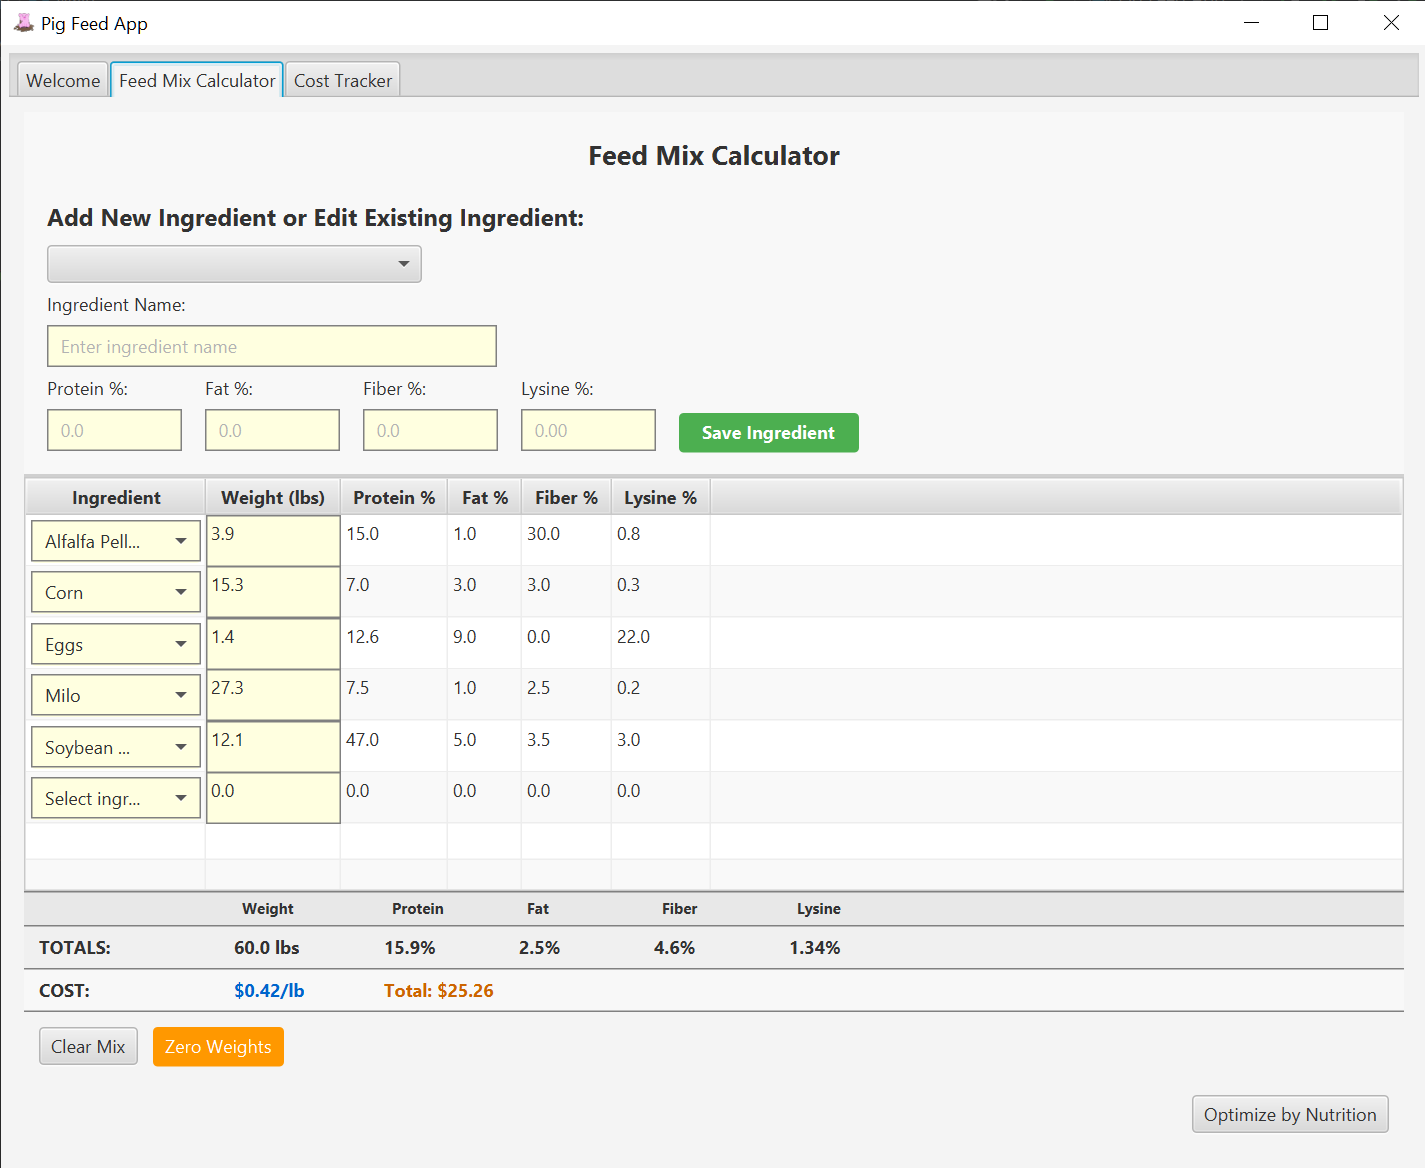 Pig Feed App
Welcome Feed Mix Calculator Cost Tracker
Feed Mix Calculator
Add New Ingredient or Edit Existing Ingredient:
Ingredient Name:
Enter ingredient name
Protein %: Fat %: Fiber %: Lysine %:
0.0 0.0 0.0 0.00 Save Ingredient
Ingredient Weight (lbs) Protein % Fat % Fiber % Lysine %
Alfalfa Pell... 3.9 15.0 1.0 30.0 0.8
Corn 15.3 7.0 3.0 3.0 0.3
Eggs 1.4 12.6 9.0 0.0 22.0
Milo 27.3 7.5 1.0 2.5 0.2
Soybean ... 12.1 47.0 5.0 3.5 3.0
Select ingr... 0.0 0.0 0.0 0.0 0.0
Weight Protein Fat Fiber Lysine
TOTALS: 60.0 lbs 15.9% 2.5% 4.6% 1.34%
COST: $0.42/lb Total: $25.26
Clear Mix Zero Weights
Optimize by Nutrition